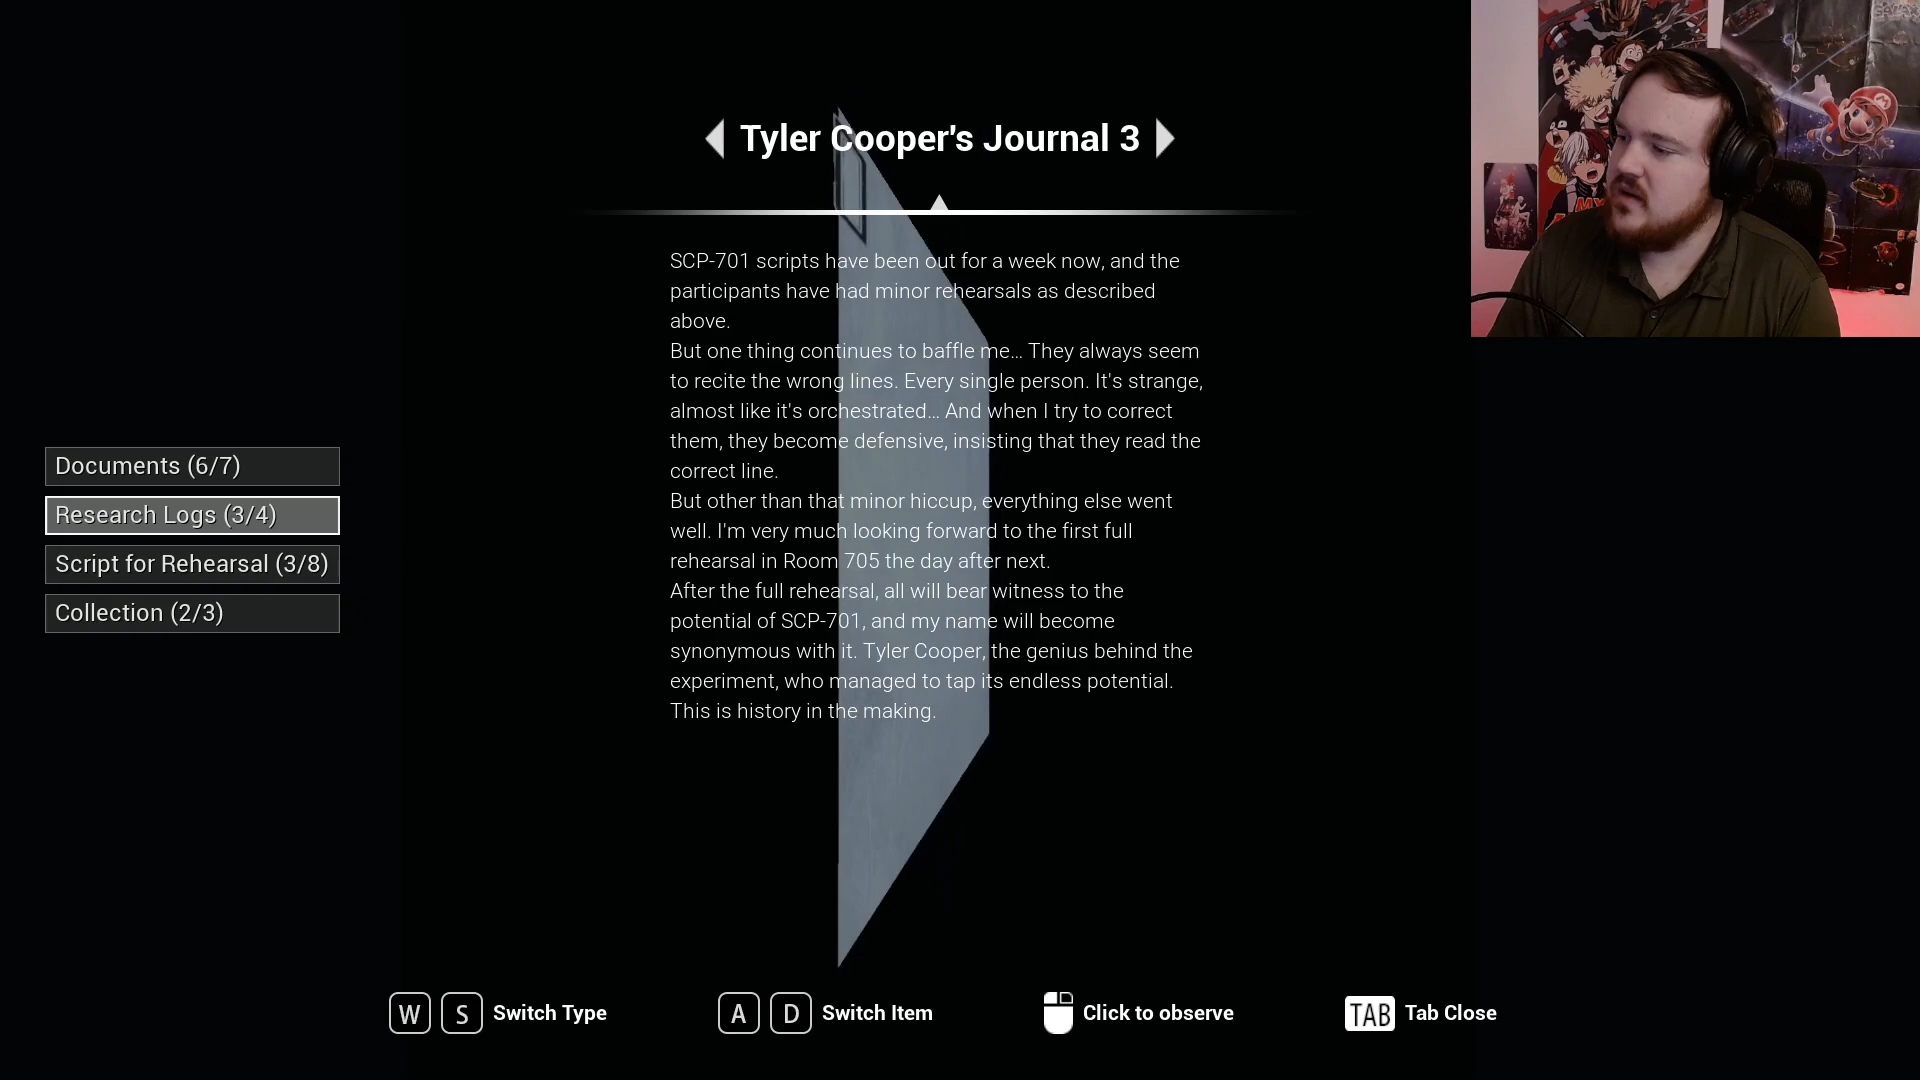 Tyler Cooper's Journal 3
SCP-701 scripts have been out for a week now, and the
participants have had minor rehearsals as described
above.
But one thing continues to baffle me... They always seem
to recite the wrong lines. Every single person. It's strange,
almost like it's orchestrated... And when I try to correct
them, they become defensive, insisting that they read the
correct line.
But other than that minor hiccup, everything else went
well. I'm very much looking forward to the first full
rehearsal in Room 705 the day after next.
After the full rehearsal, all will bear witness to the
potential of SCP-701, and my name will become
synonymous with it. Tyler Cooper, the genius behind the
experiment, who managed to tap its endless potential.
This is history in the making.
Documents (6/7)
Research Logs (3/4)
Script for Rehearsal (3/8)
Collection (2/3)
W S Switch Type
A D Switch Item
Click to observe
TAB Tab Close